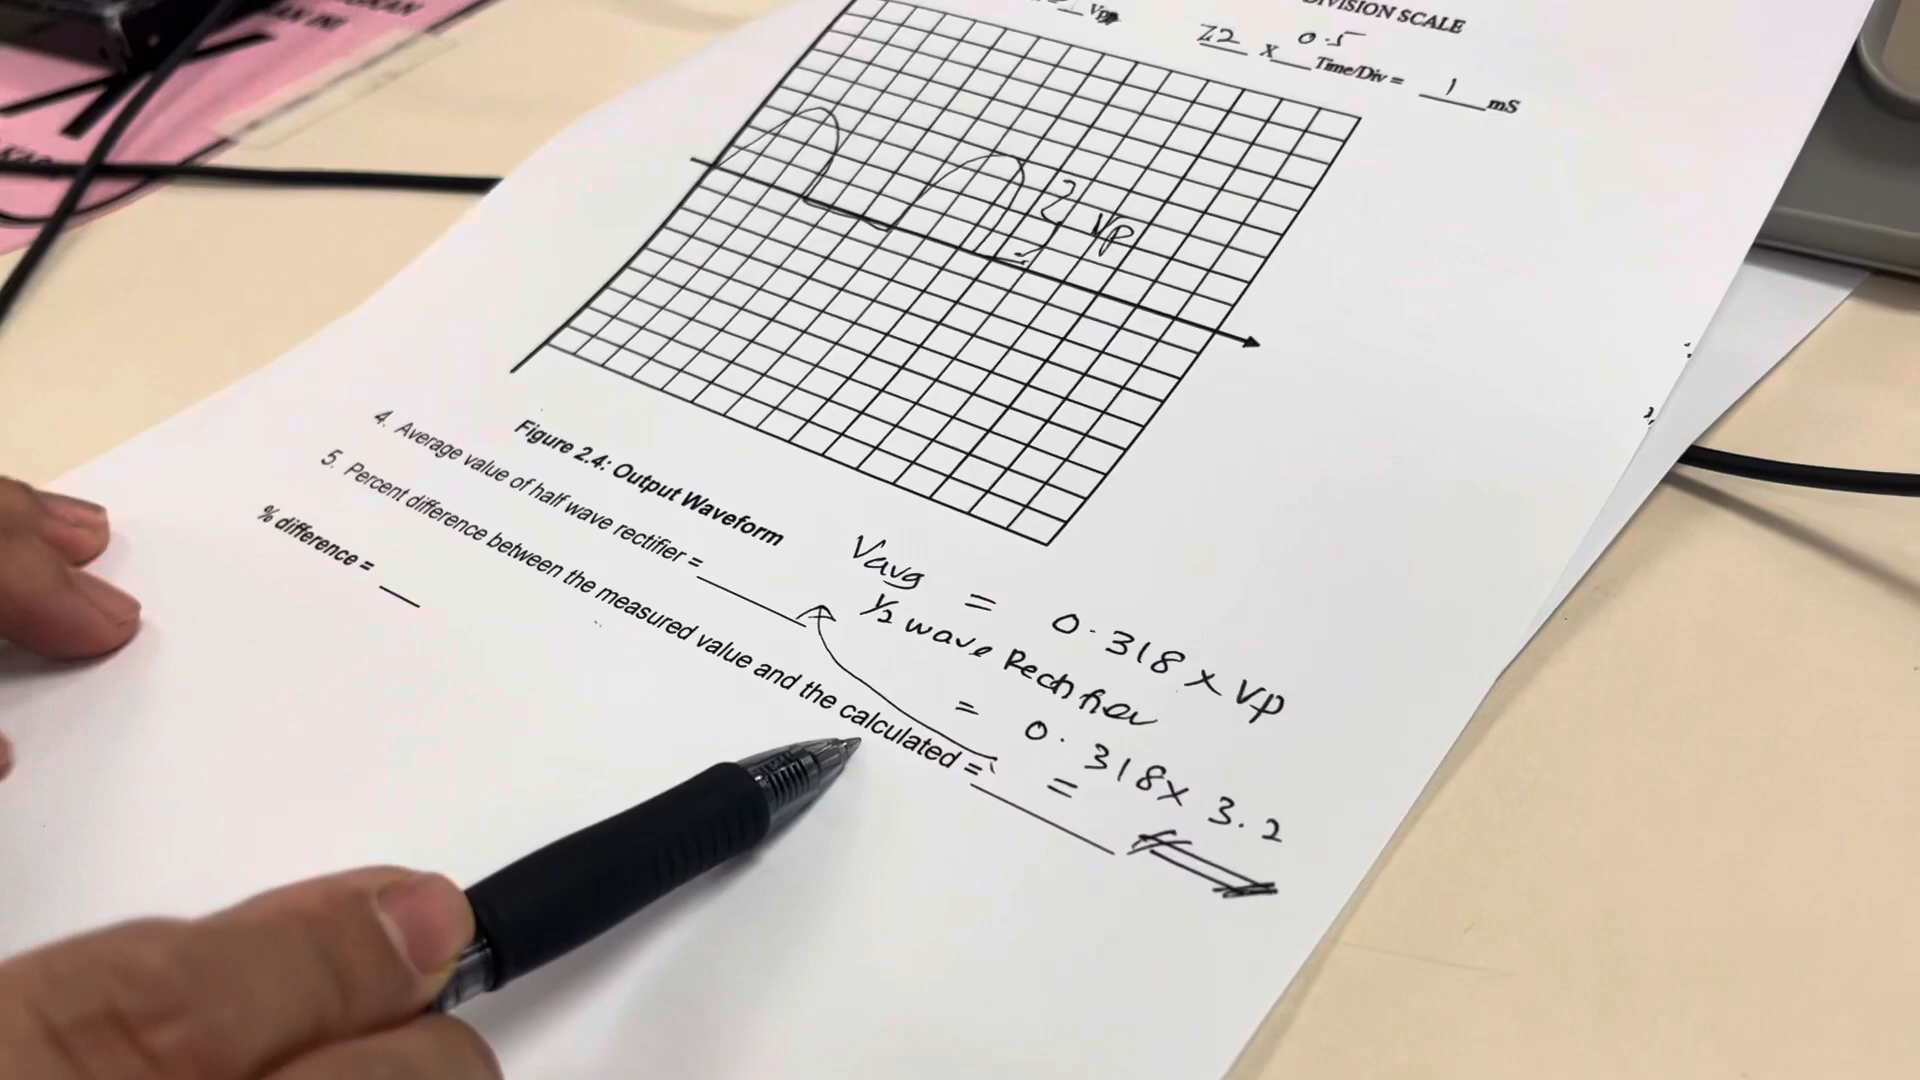 DIVISION SCALE
Vpp
7.2 x 0.5 Time/Div = 1 mS
Vp
Figure 2.4: Output Waveform
4. Average value of half wave rectifier =
5. Percent difference between the measured value and the calculated =
% difference =
Vavg = 0.318 x Vp
1/2 wave Rectifier
= 0.318 x 3.2
=